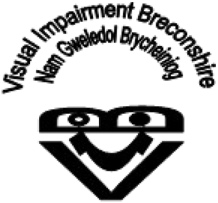 Visual Impairment Breconshire
Nam Gweledol Brycheiniog